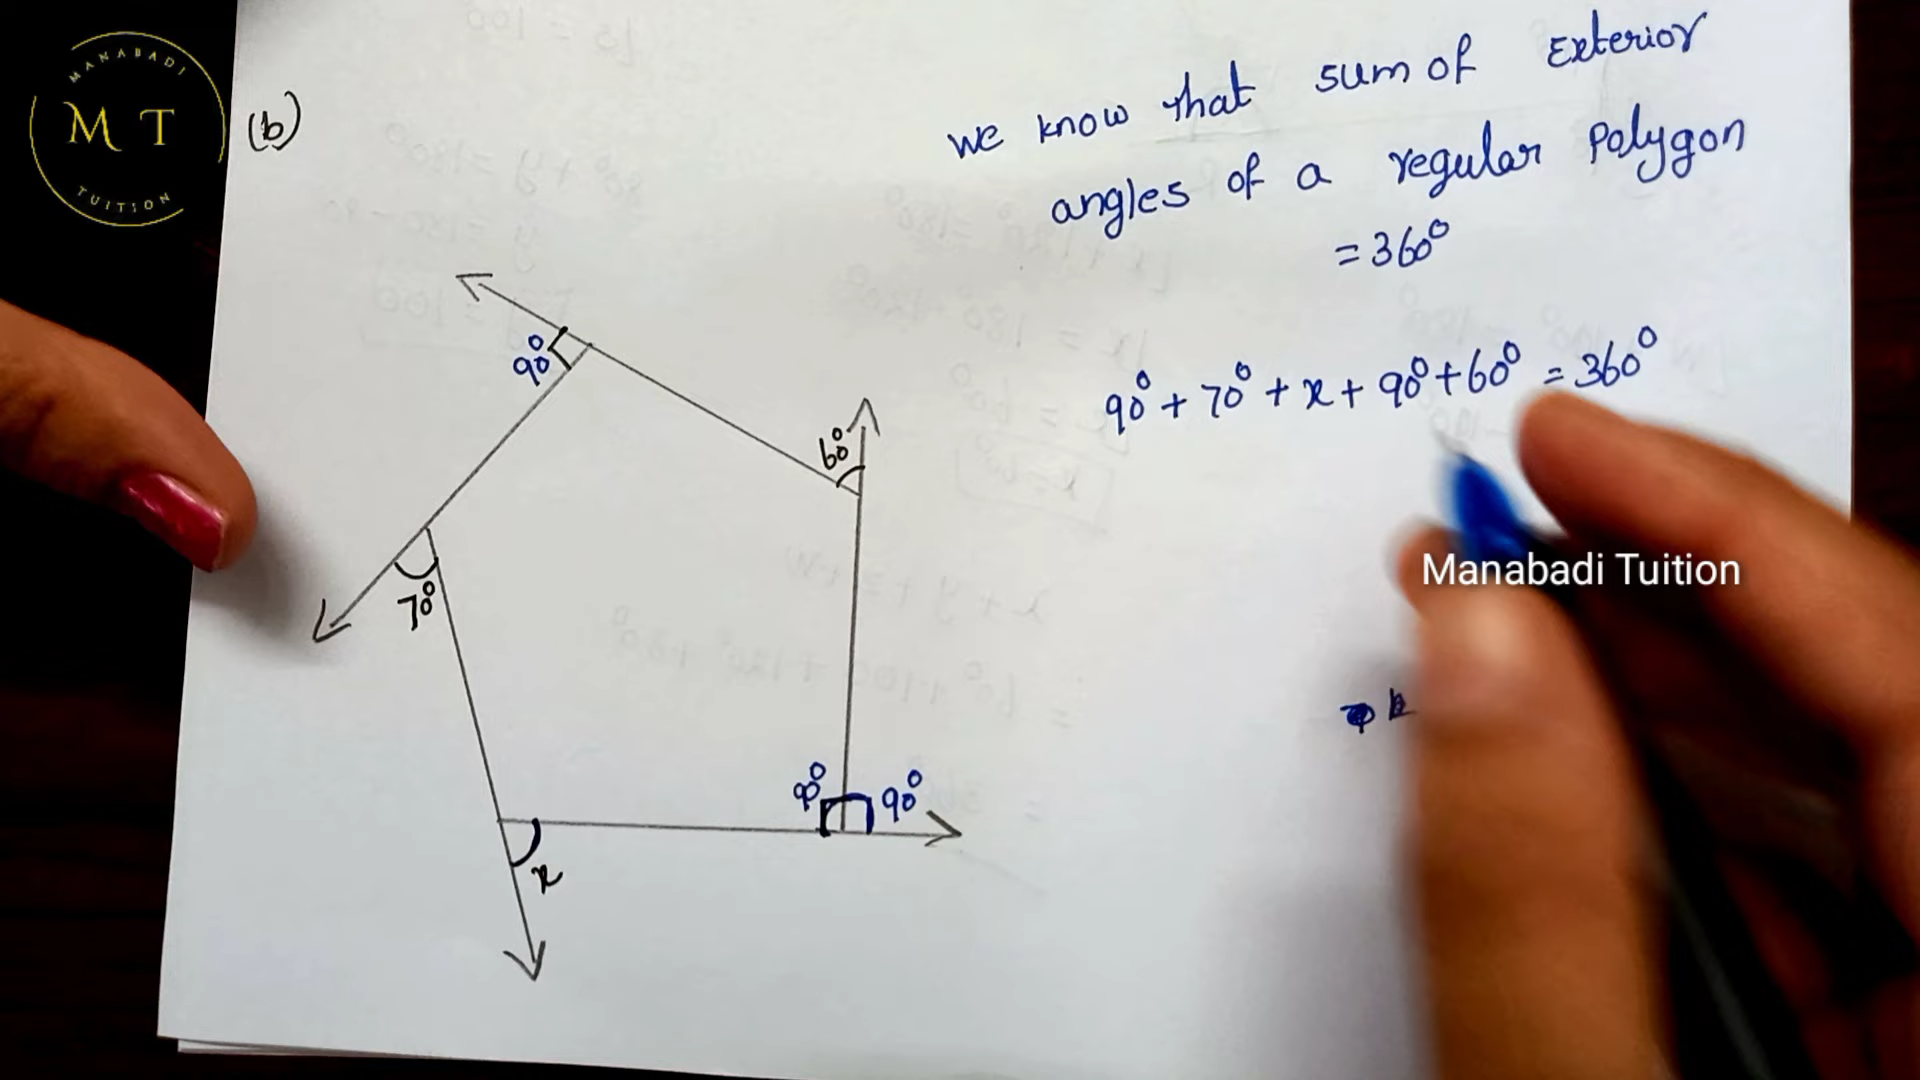 MANABADI
M T
TUITION
(b)
we know that sum of Exterior
angles of a regular Polygon
= 360°
90° + 70° + x + 90° + 60° = 360°
90°
60°
70°
90° 90°
x
Manabadi Tuition